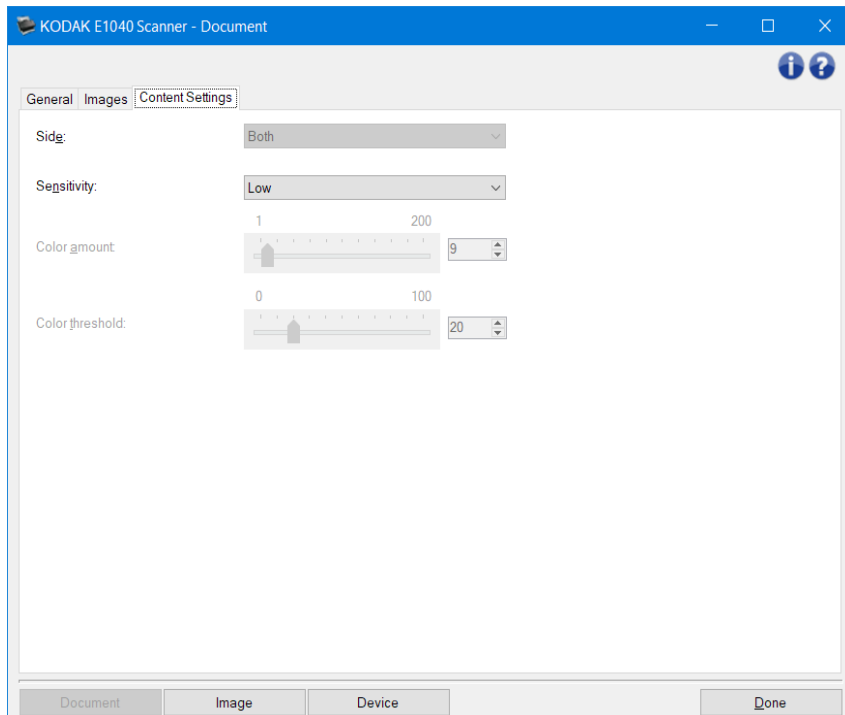 KODAK E1040 Scanner - Document
General Images Content Settings
Side: Both
Sensitivity: Low
1 200
Color amount: 9
0 100
Color threshold: 20
Document Image Device Done